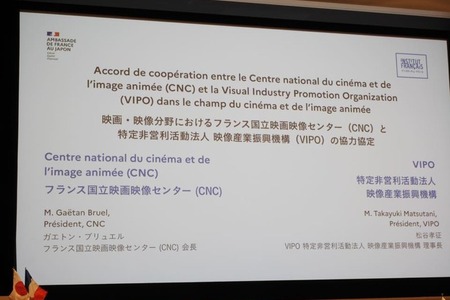 AMBASSADE
DE FRANCE
AU JAPON
INSTITUT
FRANÇAIS
Accord de coopération entre le Centre national du cinéma et de
l'image animée (CNC) et la Visual Industry Promotion Organization
(VIPO) dans le champ du cinéma et de l'image animée
映画・映像分野におけるフランス国立映画映像センター（CNC）と
特定非営利活動法人 映像産業振興機構（VIPO）の協力協定
Centre national du cinéma et de
l'image animée (CNC)
フランス国立映画映像センター (CNC)
M. Gaëtan Bruel,
Président, CNC
ガエトン・ブリュエル
フランス国立映画映像センター (CNC) 会長
VIPO
特定非営利活動法人
映像産業振興機構
M. Takayuki Matsutani,
Président, VIPO
松谷孝征
VIPO 特定非営利活動法人 映像産業振興機構 理事長